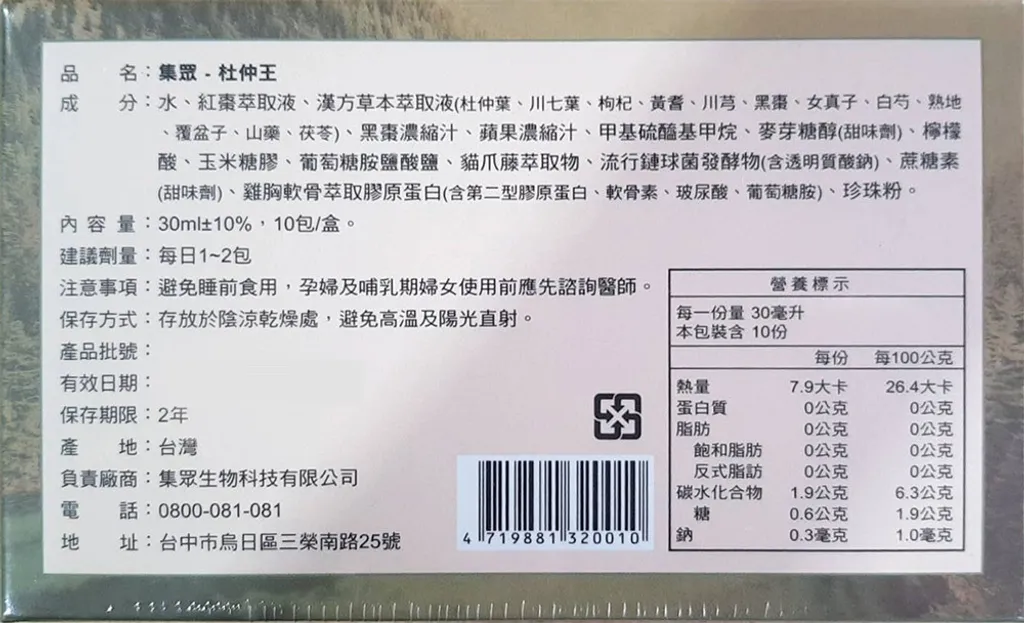 品名：集眾 - 杜仲王
成分：水、紅棗萃取液、漢方草本萃取液(杜仲葉、川七葉、枸杞、黃耆、川芎、黑棗、女真子、白芍、熟地
、覆盆子、山藥、茯苓)、黑棗濃縮汁、蘋果濃縮汁、甲基硫醯基甲烷、麥芽糖醇(甜味劑)、檸檬
酸、玉米糖膠、葡萄糖胺鹽酸鹽、貓爪藤萃取物、流行鏈球菌發酵物(含透明質酸鈉)、蔗糖素
(甜味劑)、雞胸軟骨萃取膠原蛋白(含第二型膠原蛋白、軟骨素、玻尿酸、葡萄糖胺)、珍珠粉。
內容量：30ml±10%，10包/盒。
建議劑量：每日1~2包
注意事項：避免睡前食用，孕婦及哺乳期婦女使用前應先諮詢醫師。
保存方式：存放於陰涼乾燥處，避免高溫及陽光直射。
產品批號：
有效日期：
保存期限：2年
產地：台灣
負責廠商：集眾生物科技有限公司
電話：0800-081-081
地址：台中市烏日區三榮南路25號
4 719881 320010
營養標示
每一份量 30毫升
本包裝含 10份
每份 每100公克
熱量 7.9大卡 26.4大卡
蛋白質 0公克 0公克
脂肪 0公克 0公克
飽和脂肪 0公克 0公克
反式脂訪 0公克 0公克
碳水化合物 1.9公克 6.3公克
糖 0.6公克 1.9公克
鈉 0.3毫克 1.0毫克